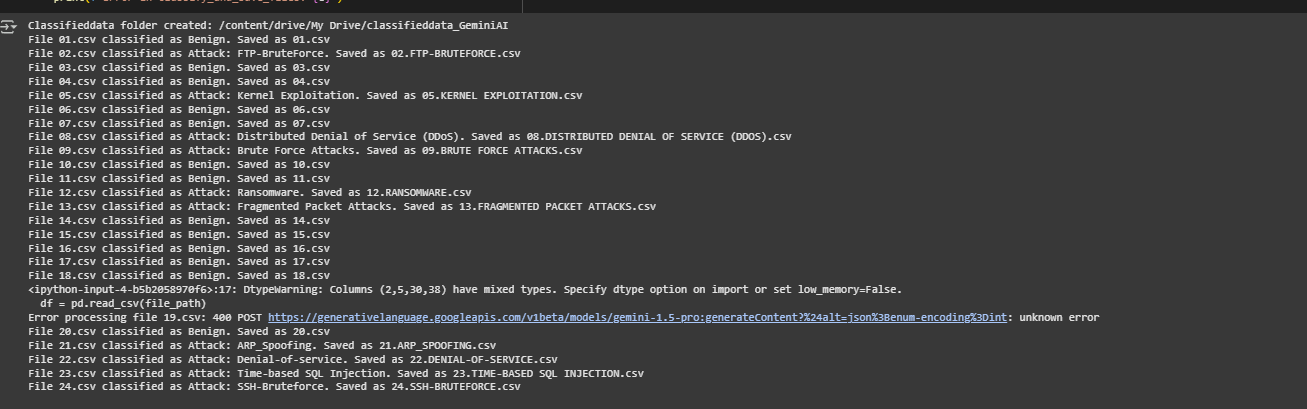 Classifieddata folder created: /content/drive/My Drive/classifieddata_GeminiAI
File 01.csv classified as Benign. Saved as 01.csv
File 02.csv classified as Attack: FTP-BruteForce. Saved as 02.FTP-BRUTEFORCE.csv
File 03.csv classified as Benign. Saved as 03.csv
File 04.csv classified as Benign. Saved as 04.csv
File 05.csv classified as Attack: Kernel Exploitation. Saved as 05.KERNEL EXPLOITATION.csv
File 06.csv classified as Benign. Saved as 06.csv
File 07.csv classified as Benign. Saved as 07.csv
File 08.csv classified as Attack: Distributed Denial of Service (DDoS). Saved as 08.DISTRIBUTED DENIAL OF SERVICE (DDOS).csv
File 09.csv classified as Attack: Brute Force Attacks. Saved as 09.BRUTE FORCE ATTACKS.csv
File 10.csv classified as Benign. Saved as 10.csv
File 11.csv classified as Benign. Saved as 11.csv
File 12.csv classified as Attack: Ransomware. Saved as 12.RANSOMWARE.csv
File 13.csv classified as Attack: Fragmented Packet Attacks. Saved as 13.FRAGMENTED PACKET ATTACKS.csv
File 14.csv classified as Benign. Saved as 14.csv
File 15.csv classified as Benign. Saved as 15.csv
File 16.csv classified as Benign. Saved as 16.csv
File 17.csv classified as Benign. Saved as 17.csv
File 18.csv classified as Benign. Saved as 18.csv
<ipython-input-4-b5b2058970f6>:17: DtypeWarning: Columns (2,5,30,38) have mixed types. Specify dtype option on import or set low_memory=False.
  df = pd.read_csv(file_path)
Error processing file 19.csv: 400 POST https://generativelanguage.googleapis.com/v1beta/models/gemini-1.5-pro:generateContent?%24alt=json%3Benum-encoding%3Dint: unknown error
File 20.csv classified as Benign. Saved as 20.csv
File 21.csv classified as Attack: ARP_Spoofing. Saved as 21.ARP_SPOOFING.csv
File 22.csv classified as Attack: Denial-of-service. Saved as 22.DENIAL-OF-SERVICE.csv
File 23.csv classified as Attack: Time-based SQL Injection. Saved as 23.TIME-BASED SQL INJECTION.csv
File 24.csv classified as Attack: SSH-Bruteforce. Saved as 24.SSH-BRUTEFORCE.csv